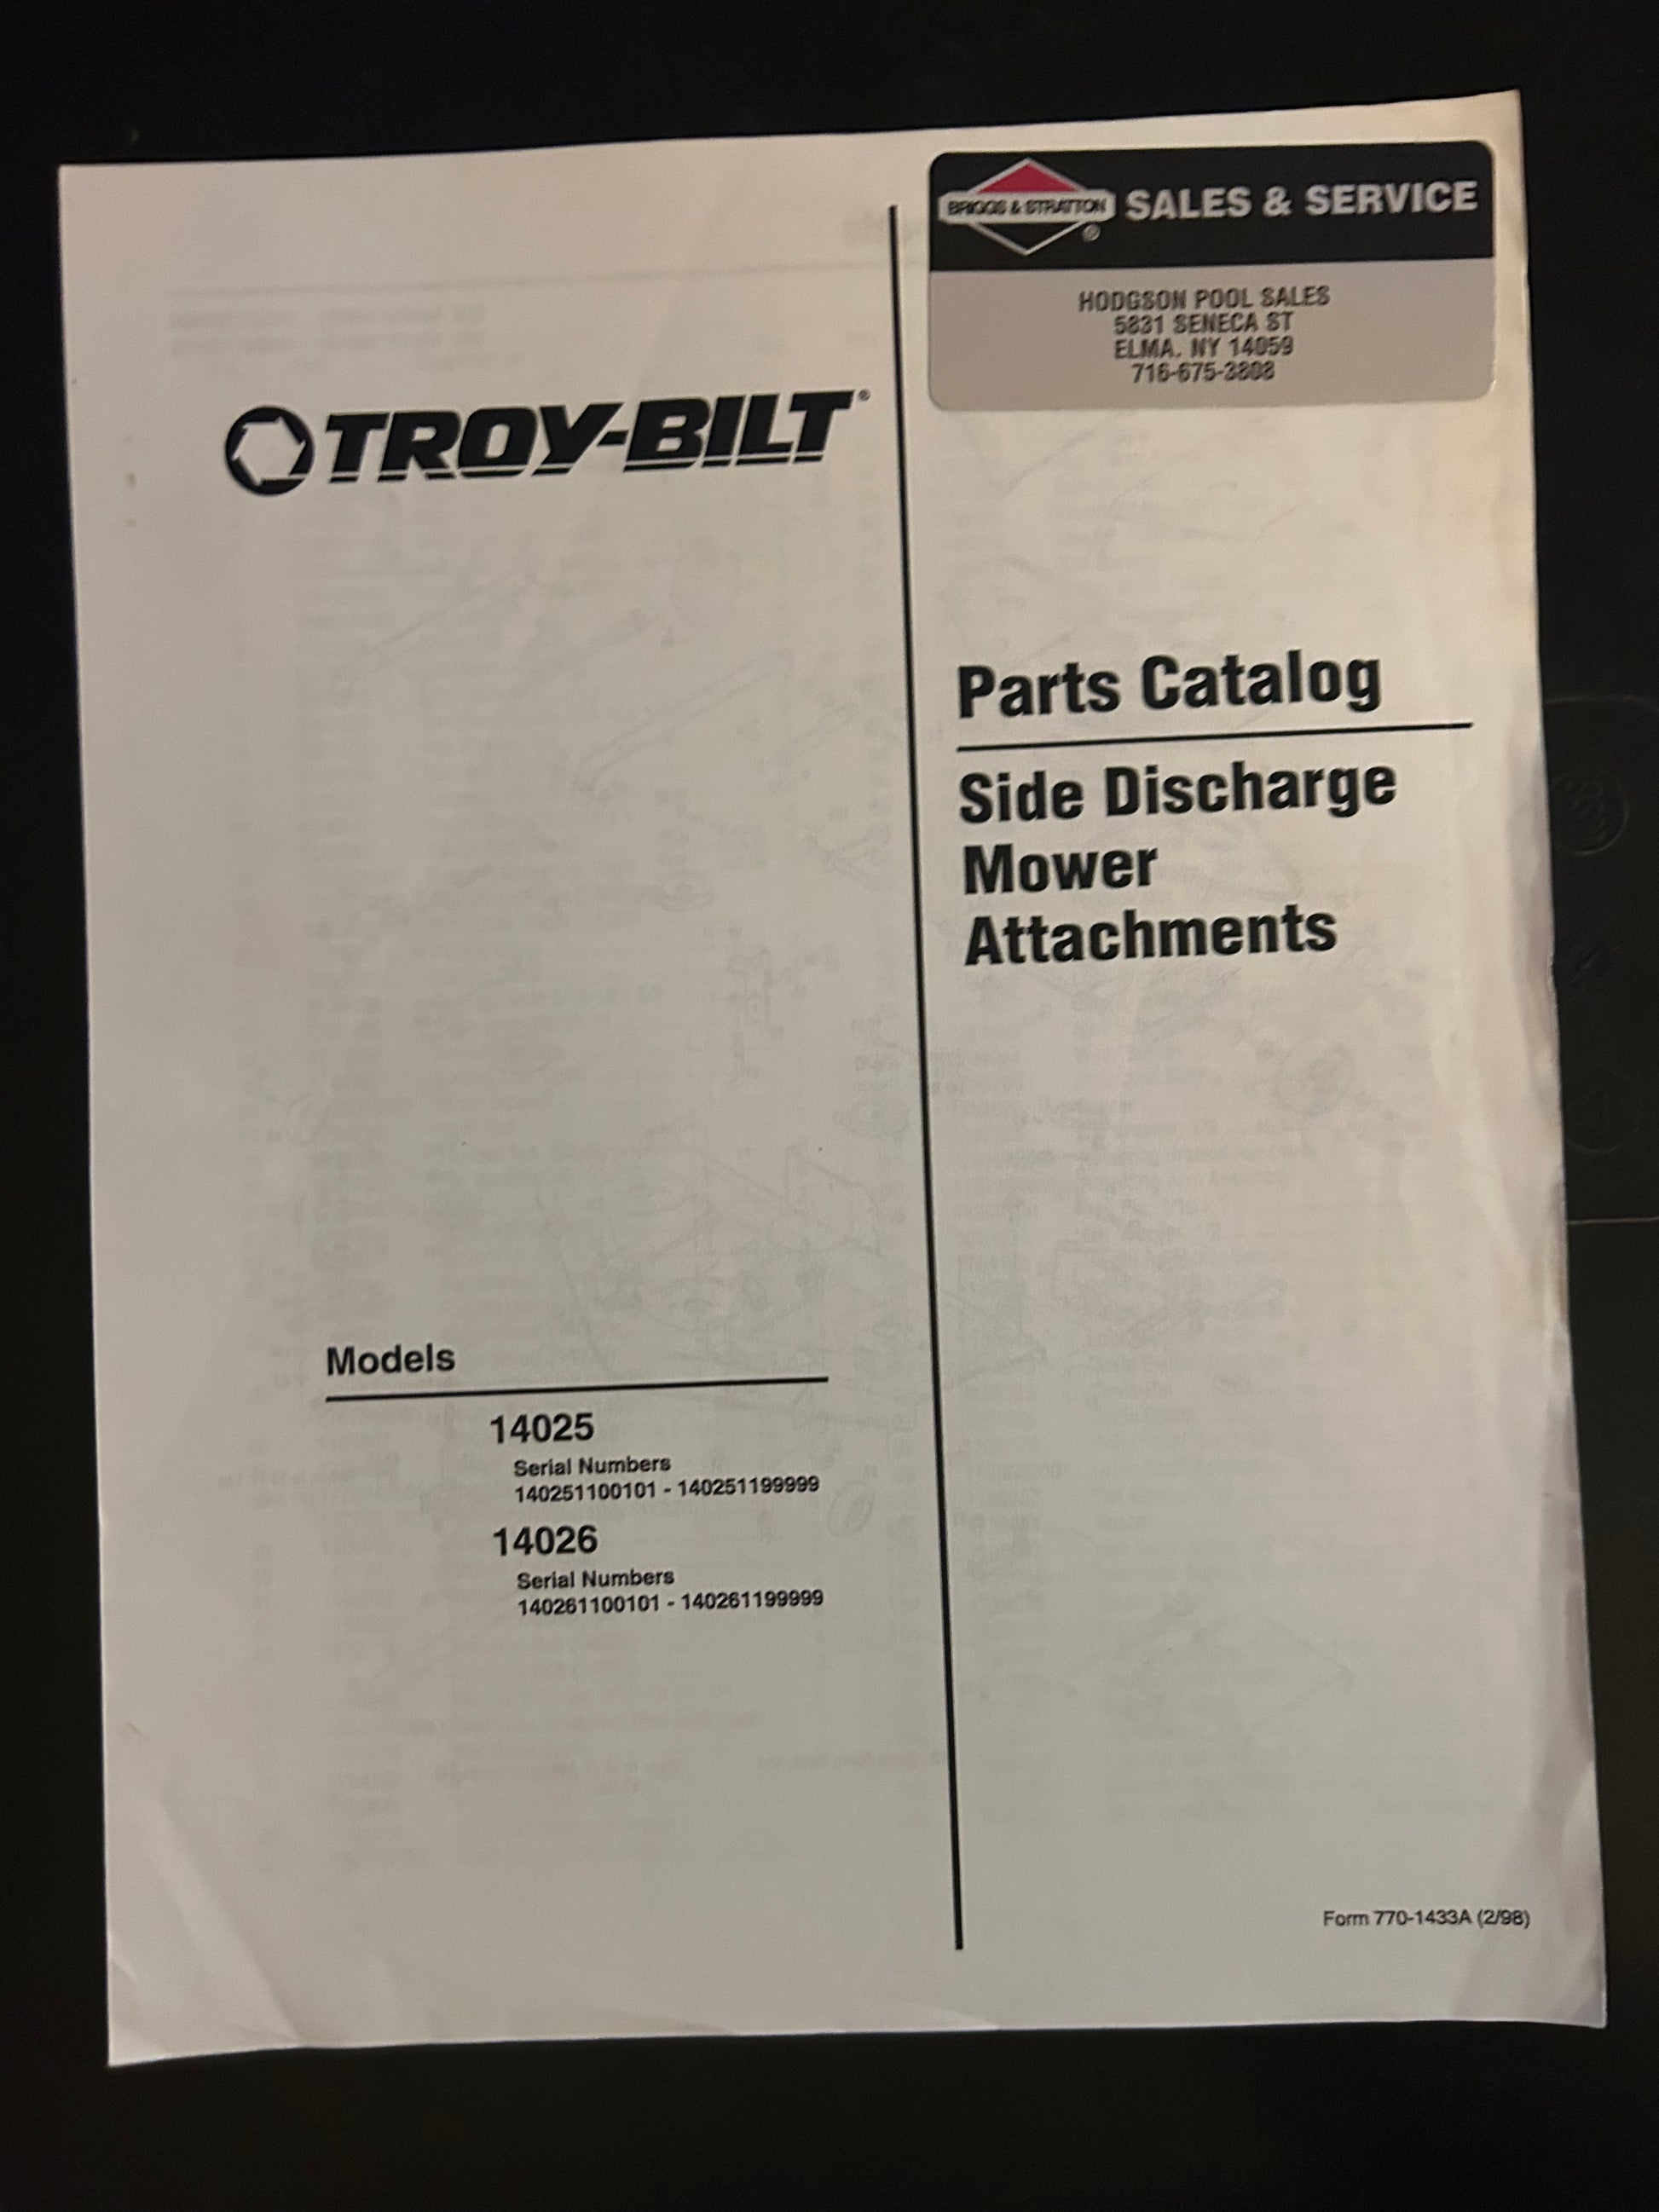 BRIGGS & STRATTON
®
SALES & SERVICE
HODGSON POOL SALES
5831 SENECA ST
ELMA, NY 14059
716-675-3808
TROY-BILT®
Parts Catalog
Side Discharge
Mower
Attachments
Models
14025
Serial Numbers
140251100101 - 140251199999
14026
Serial Numbers
140261100101 - 140261199999
Form 770-1433A (2/98)